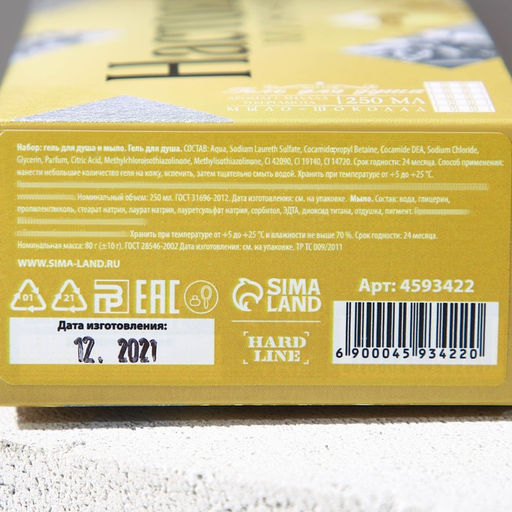 Насто
Гель для душа
250 МЛ
МЫЛО-ШОКОЛАД
Набор: гель для душа и мыло. Гель для душа. СОСТАВ: Aqua, Sodium Laureth Sulfate, Cocamidopropyl Betaine, Cocamide DEA, Sodium Chloride,
Glycerin, Parfum, Citric Acid, Methylchloroisothiazolinone, Methylisothiazolinone, CI 42090, CI 19140, CI 14720. Срок годности: 24 месяца. Способ применения:
нанести небольшое количество геля на кожу, вспенить, затем тщательно смыть водой. Хранить при температуре от +5 до +25 °C.
Номинальный объем: 250 мл. ГОСТ 31696-2012. Дата изготовления: см. на упаковке. Мыло. Состав: вода, глицерин,
пропиленгликоль, стеарат натрия, лаурат натрия, лауретсульфат натрия, сорбитол, ЭДТА, диоксид титана, отдушка, пигмент.
Хранить при температуре от +5 до +25 °C и влажности не выше 70 %. Срок годности: 24 месяца.
Номинальная масса: 80 г (±16 г). ГОСТ 28546-2002 Дата изготовления: см. на упаковке. ТР ТС 009/2011
WWW.SIMA-LAND.RU
01 21 EAC SIMA LAND Арт: 4593422
Дата изготовления:
12. 2021
HARD LINE
6 900045 934220